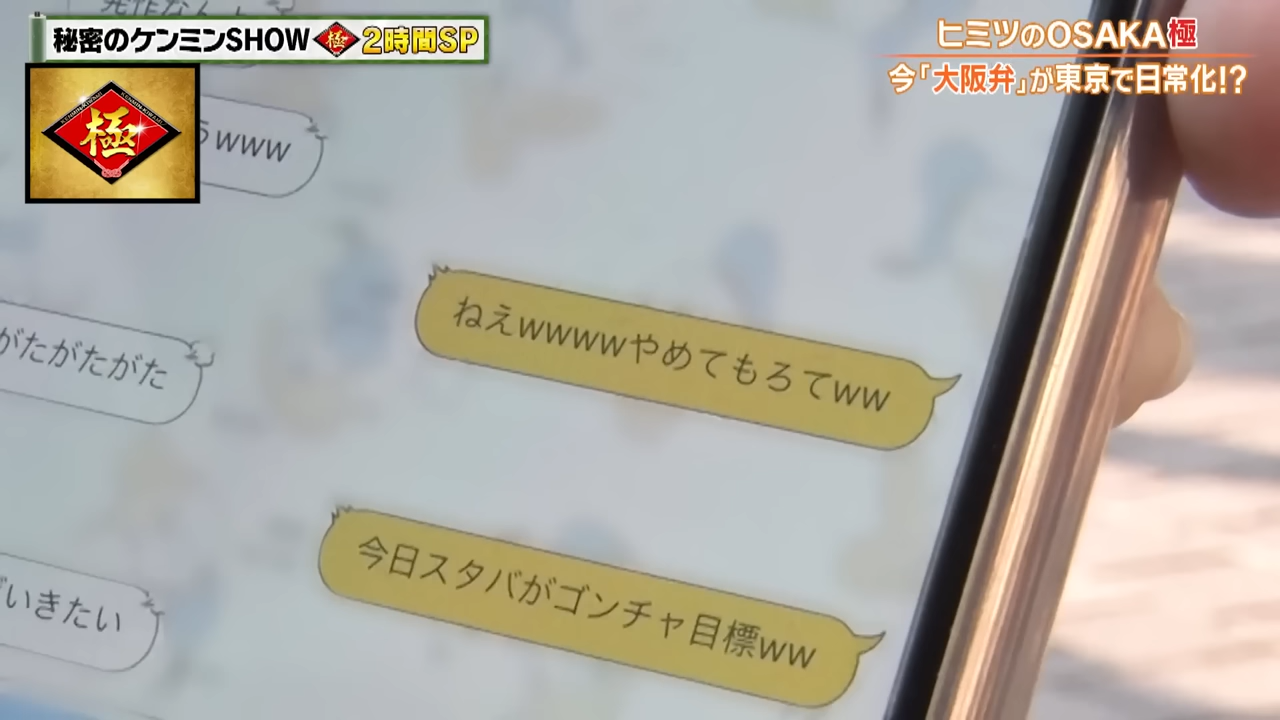 秘密のケンミンSHOW極2時間SP
ヒミツのOSAKA極
今「大阪弁」が東京で日常化!?
極
うwww
ねえwwwwやめてもろてww
がたがたがた
今日スタバがゴンチャ目標ww
いきたい